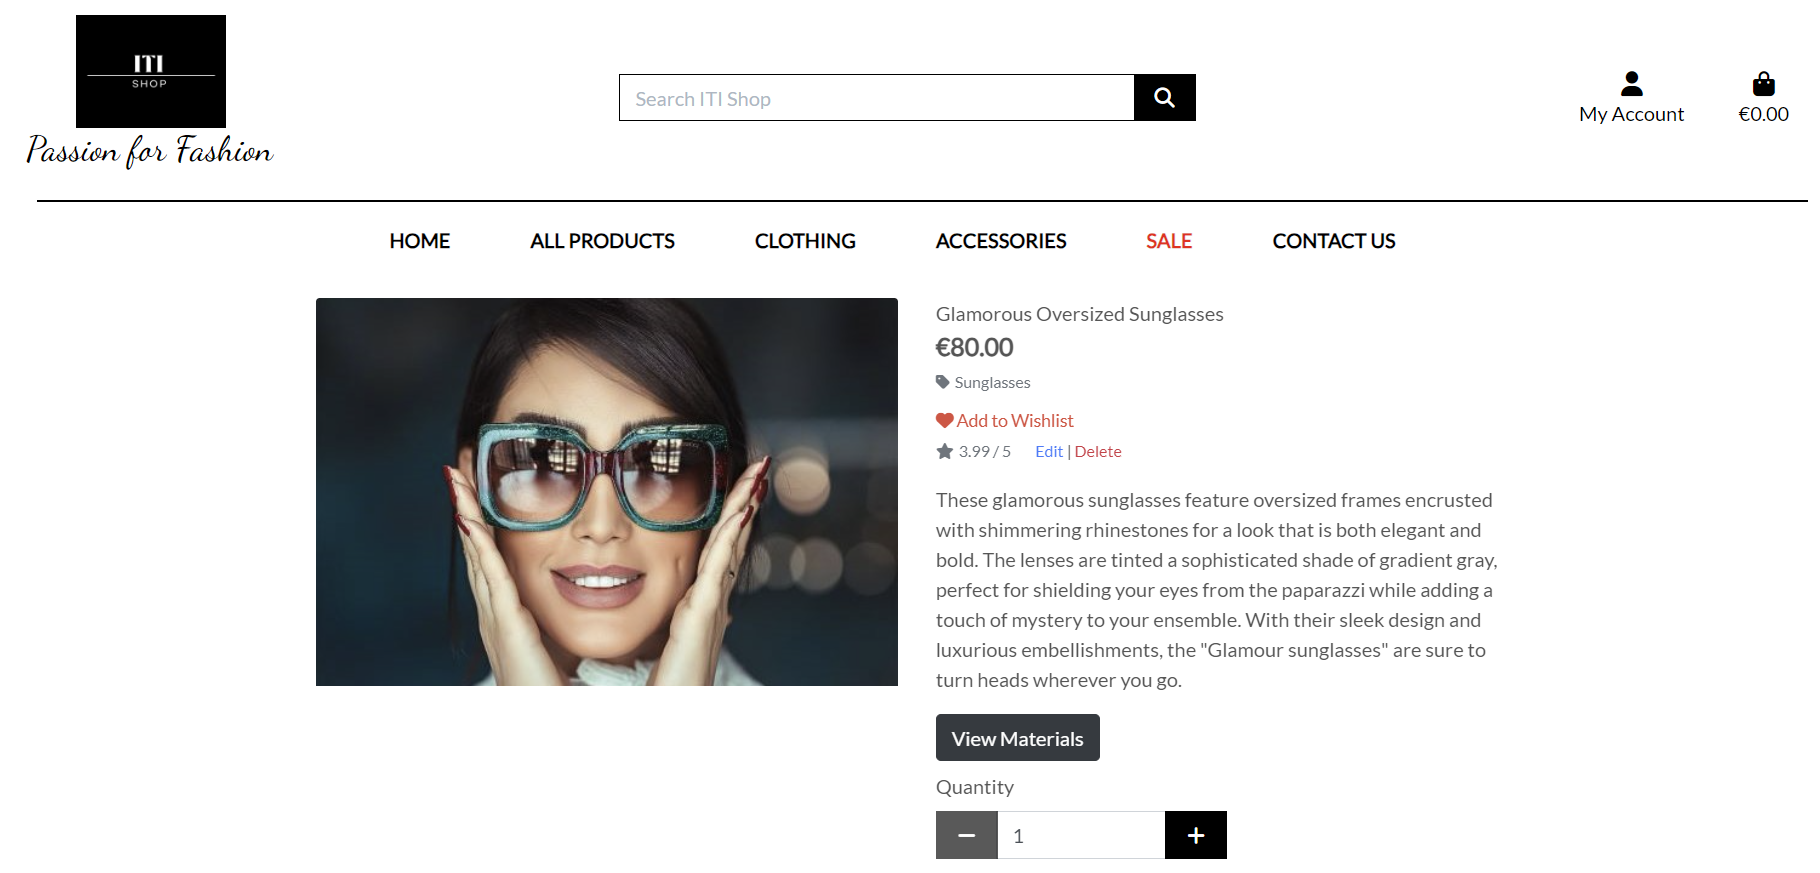 ITI
SHOP
Passion for Fashion
Search ITI Shop
My Account
€0.00
HOME ALL PRODUCTS CLOTHING ACCESSORIES SALE CONTACT US
Glamorous Oversized Sunglasses
€80.00
Sunglasses
Add to Wishlist
3.99 / 5 Edit | Delete
These glamorous sunglasses feature oversized frames encrusted
with shimmering rhinestones for a look that is both elegant and
bold. The lenses are tinted a sophisticated shade of gradient gray,
perfect for shielding your eyes from the paparazzi while adding a
touch of mystery to your ensemble. With their sleek design and
luxurious embellishments, the "Glamour sunglasses" are sure to
turn heads wherever you go.
View Materials
Quantity
1